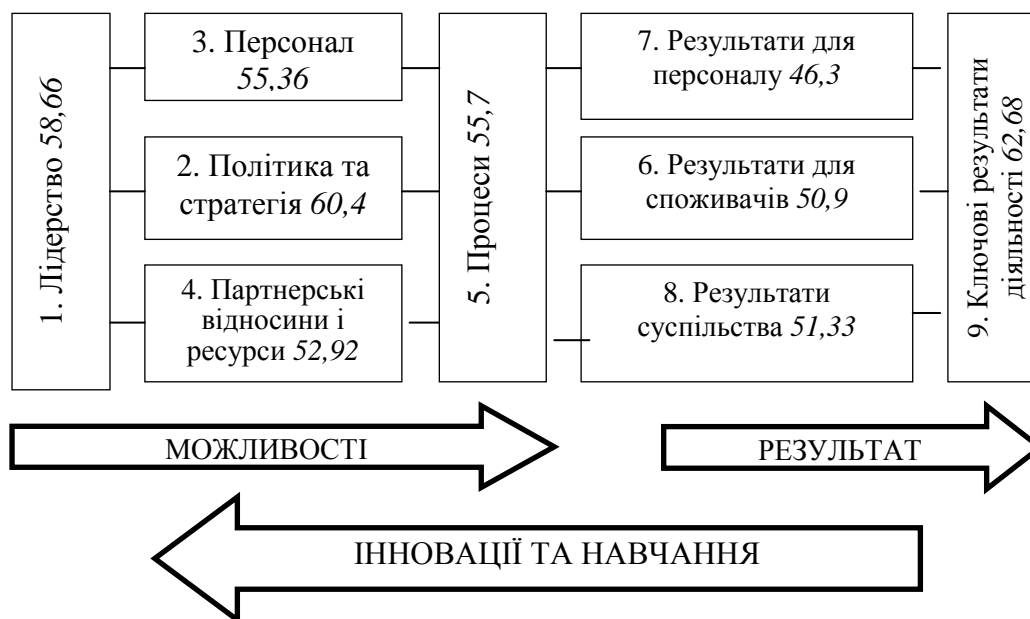 1. Лідерство 58,66
3. Персонал
55,36
2. Політика та
стратегія 60,4
4. Партнерські
відносини і
ресурси 52,92
5. Процеси 55,7
7. Результати для
персоналу 46,3
6. Результати для
споживачів 50,9
8. Результати
суспільства 51,33
9. Ключові результати
діяльності 62,68
МОЖЛИВОСТІ
РЕЗУЛЬТАТ
ІННОВАЦІЇ ТА НАВЧАННЯ